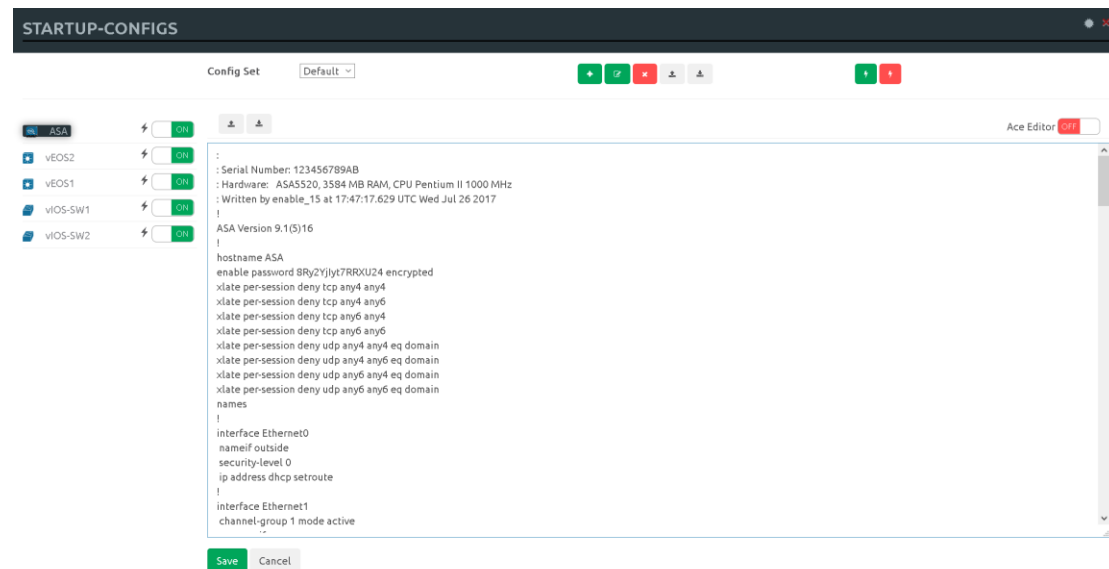 STARTUP-CONFIGS
Config Set Default
ASA ON
vEOS2 ON
vEOS1 ON
vIOS-SW1 ON
vIOS-SW2 ON
Ace Editor OFF
:
: Serial Number: 123456789AB
: Hardware: ASA5520, 3584 MB RAM, CPU Pentium II 1000 MHz
: Written by enable_15 at 17:47:17.629 UTC Wed Jul 26 2017
!
ASA Version 9.1(5)16
!
hostname ASA
enable password 8Ry2YjIyt7RRXU24 encrypted
xlate per-session deny tcp any4 any4
xlate per-session deny tcp any4 any6
xlate per-session deny tcp any6 any4
xlate per-session deny tcp any6 any6
xlate per-session deny udp any4 any4 eq domain
xlate per-session deny udp any4 any6 eq domain
xlate per-session deny udp any6 any4 eq domain
xlate per-session deny udp any6 any6 eq domain
names
!
interface Ethernet0
nameif outside
security-level 0
ip address dhcp setroute
!
interface Ethernet1
channel-group 1 mode active
Save Cancel